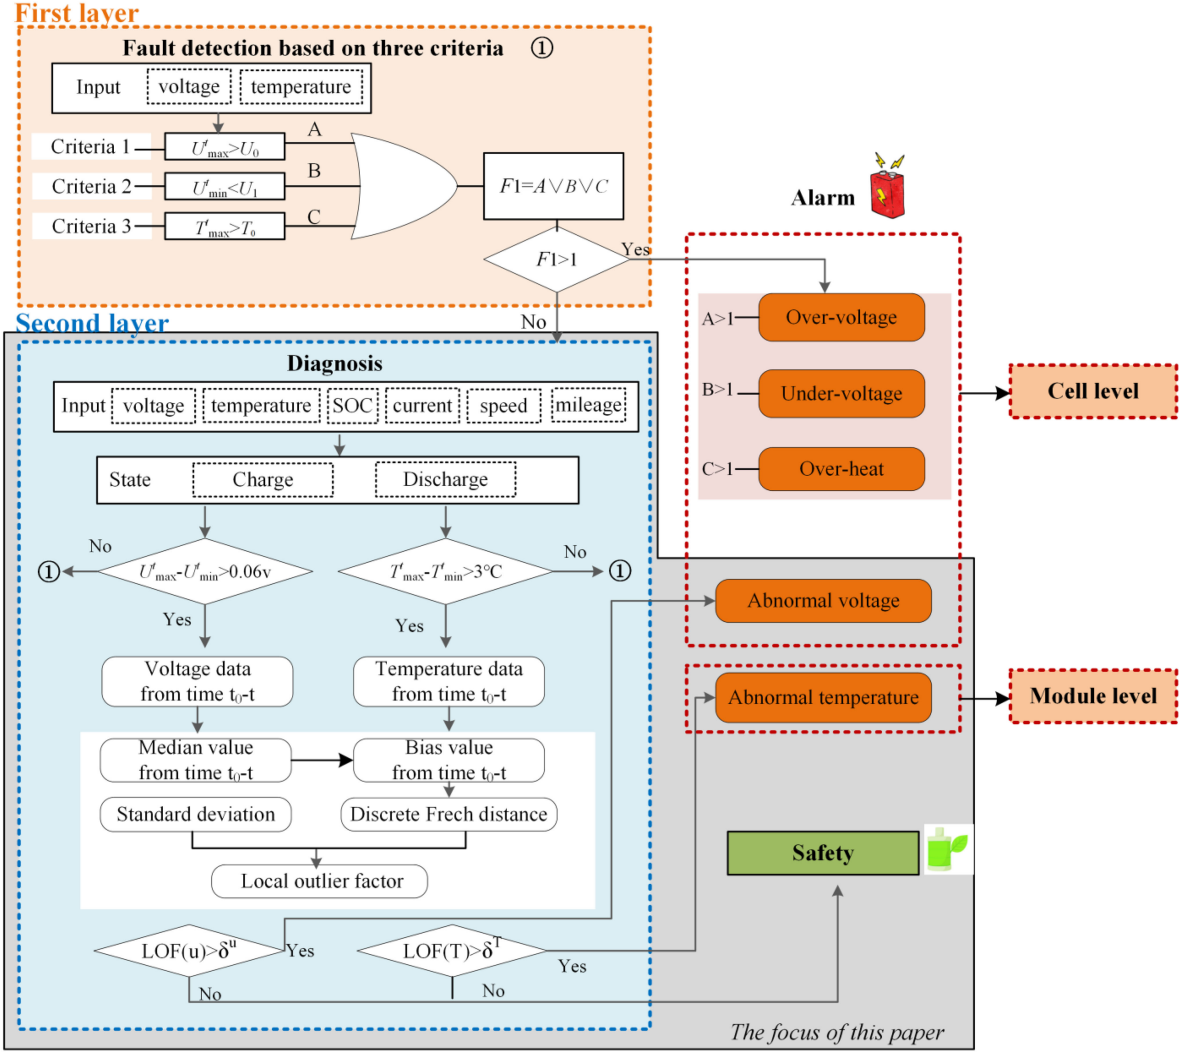 First layer
Fault detection based on three criteria ①
Input voltage temperature
Criteria 1 U^t_max>U_0 A
Criteria 2 U^t_min<U_1 B
Criteria 3 T^t_max>T_0 C
F1=A∨B∨C
F1>1
Yes
No
Alarm
A>1 Over-voltage
B>1 Under-voltage
C>1 Over-heat
Cell level
Abnormal voltage
Abnormal temperature
Module level
Safety
Second layer
Diagnosis
Input voltage temperature SOC current speed mileage
State Charge Discharge
① No U^t_max-U^t_min>0.06v
T^t_max-T^t_min>3℃ No ①
Yes
Yes
Voltage data
from time t_0-t
Temperature data
from time t_0-t
Median value
from time t_0-t
Bias value
from time t_0-t
Standard deviation
Discrete Frech distance
Local outlier factor
LOF(u)>δ^u Yes
LOF(T)>δ^T Yes
No
No
The focus of this paper